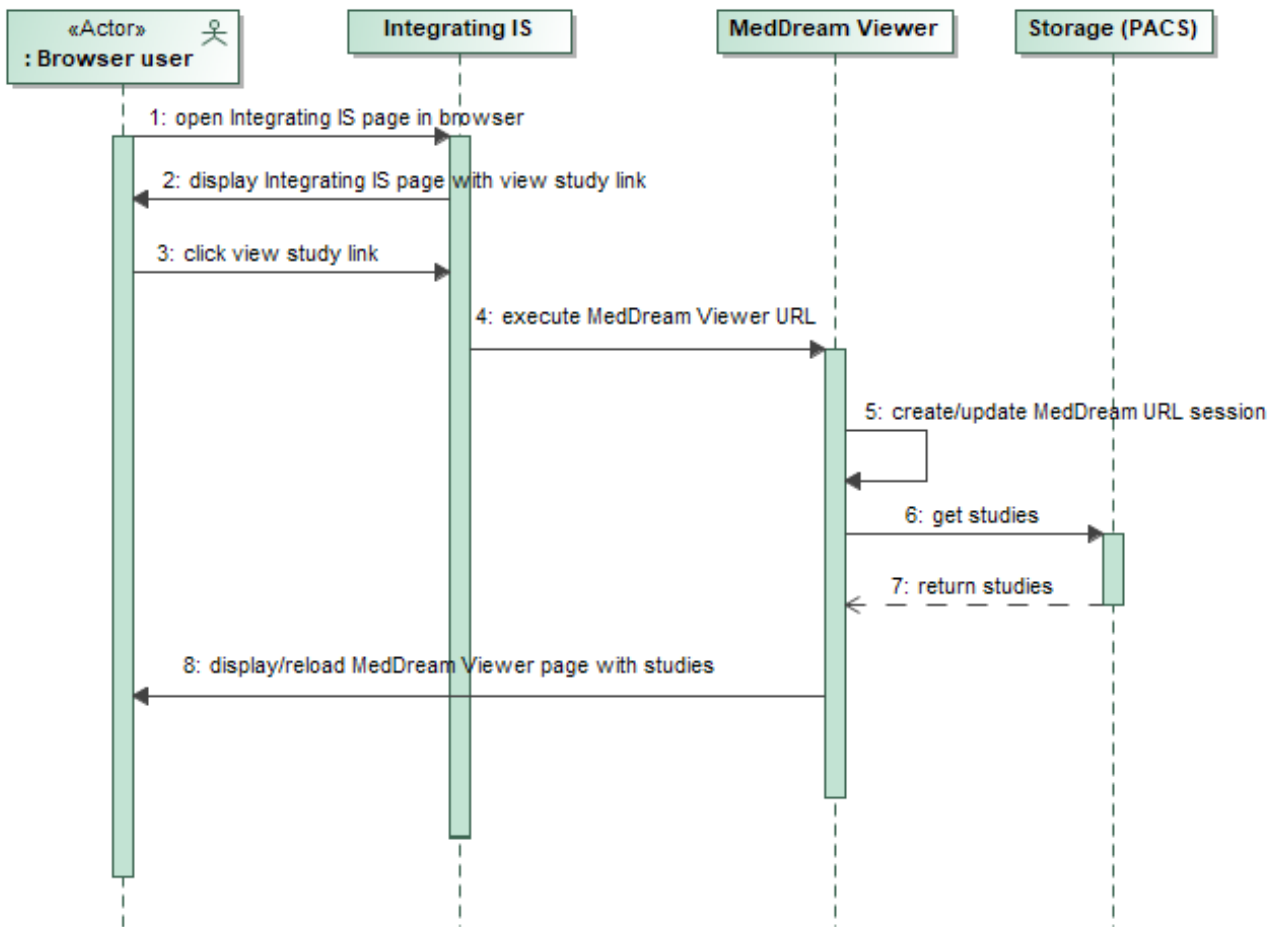 «Actor»
: Browser user
Integrating IS
MedDream Viewer
Storage (PACS)
1: open Integrating IS page in browser
2: display Integrating IS page with view study link
3: click view study link
4: execute MedDream Viewer URL
5: create/update MedDream URL session
6: get studies
7: return studies
8: display/reload MedDream Viewer page with studies